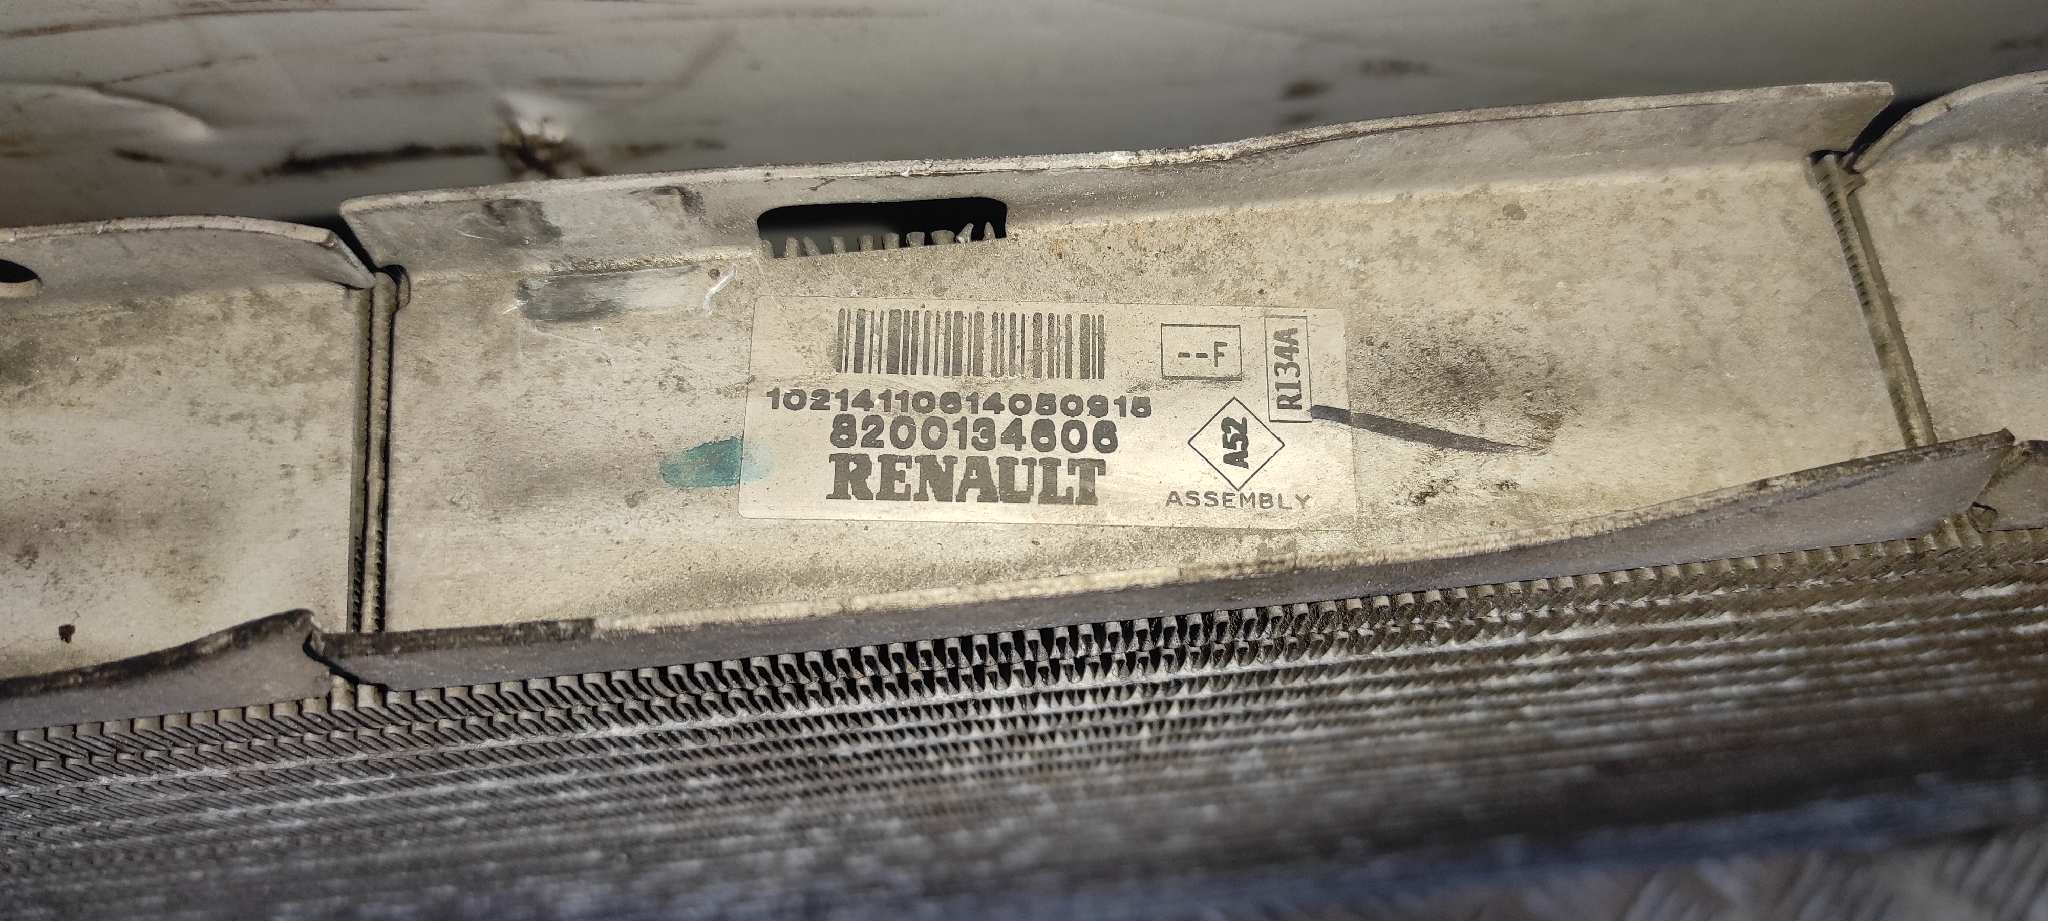 --F
R134A
10214110614050915
8200134606
RENAULT
A52
ASSEMBLY